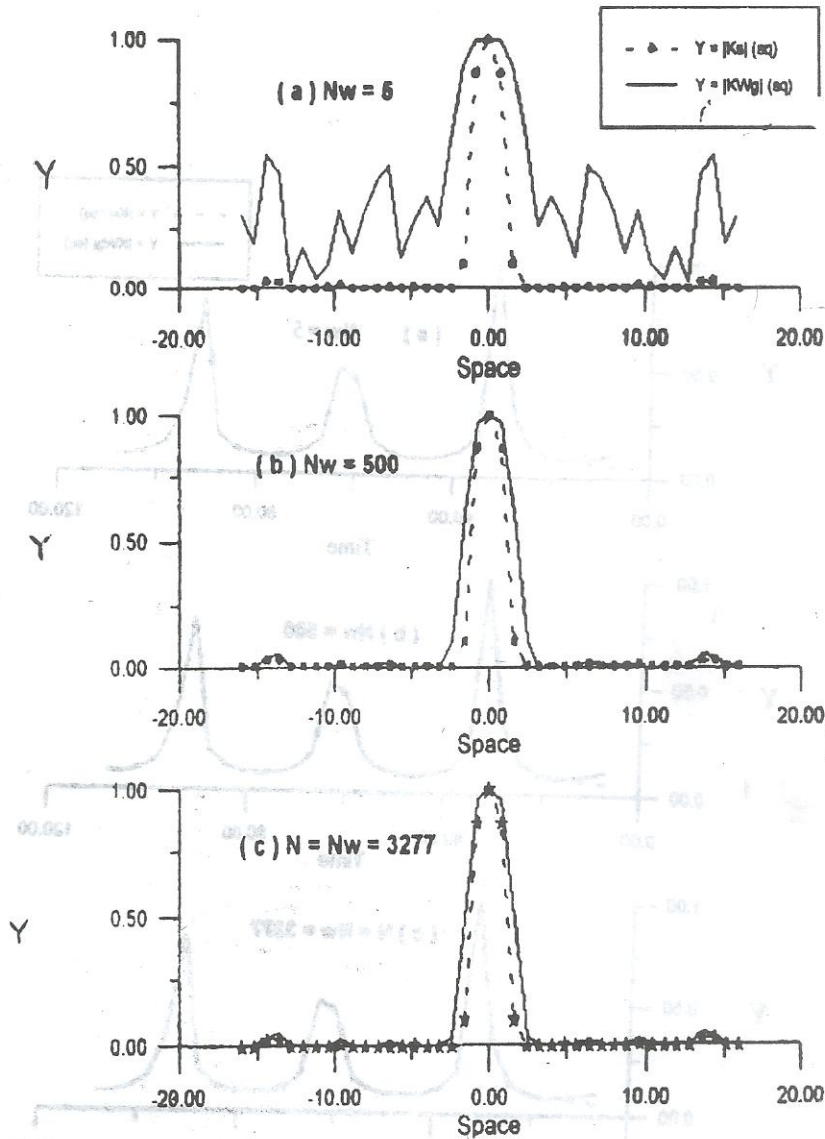 1.00
Y = |Ks| (sq)
Y = |KWg| (sq)
( a ) Nw = 5
Y
0.50
0.00
-20.00 -10.00 0.00 10.00 20.00
Space
1.00
( b ) Nw = 500
Y
0.50
0.00
-20.00 -10.00 0.00 10.00 20.00
Space
1.00
( c ) N = Nw = 3277
Y
0.50
0.00
-20.00 -10.00 0.00 10.00 20.00
Space